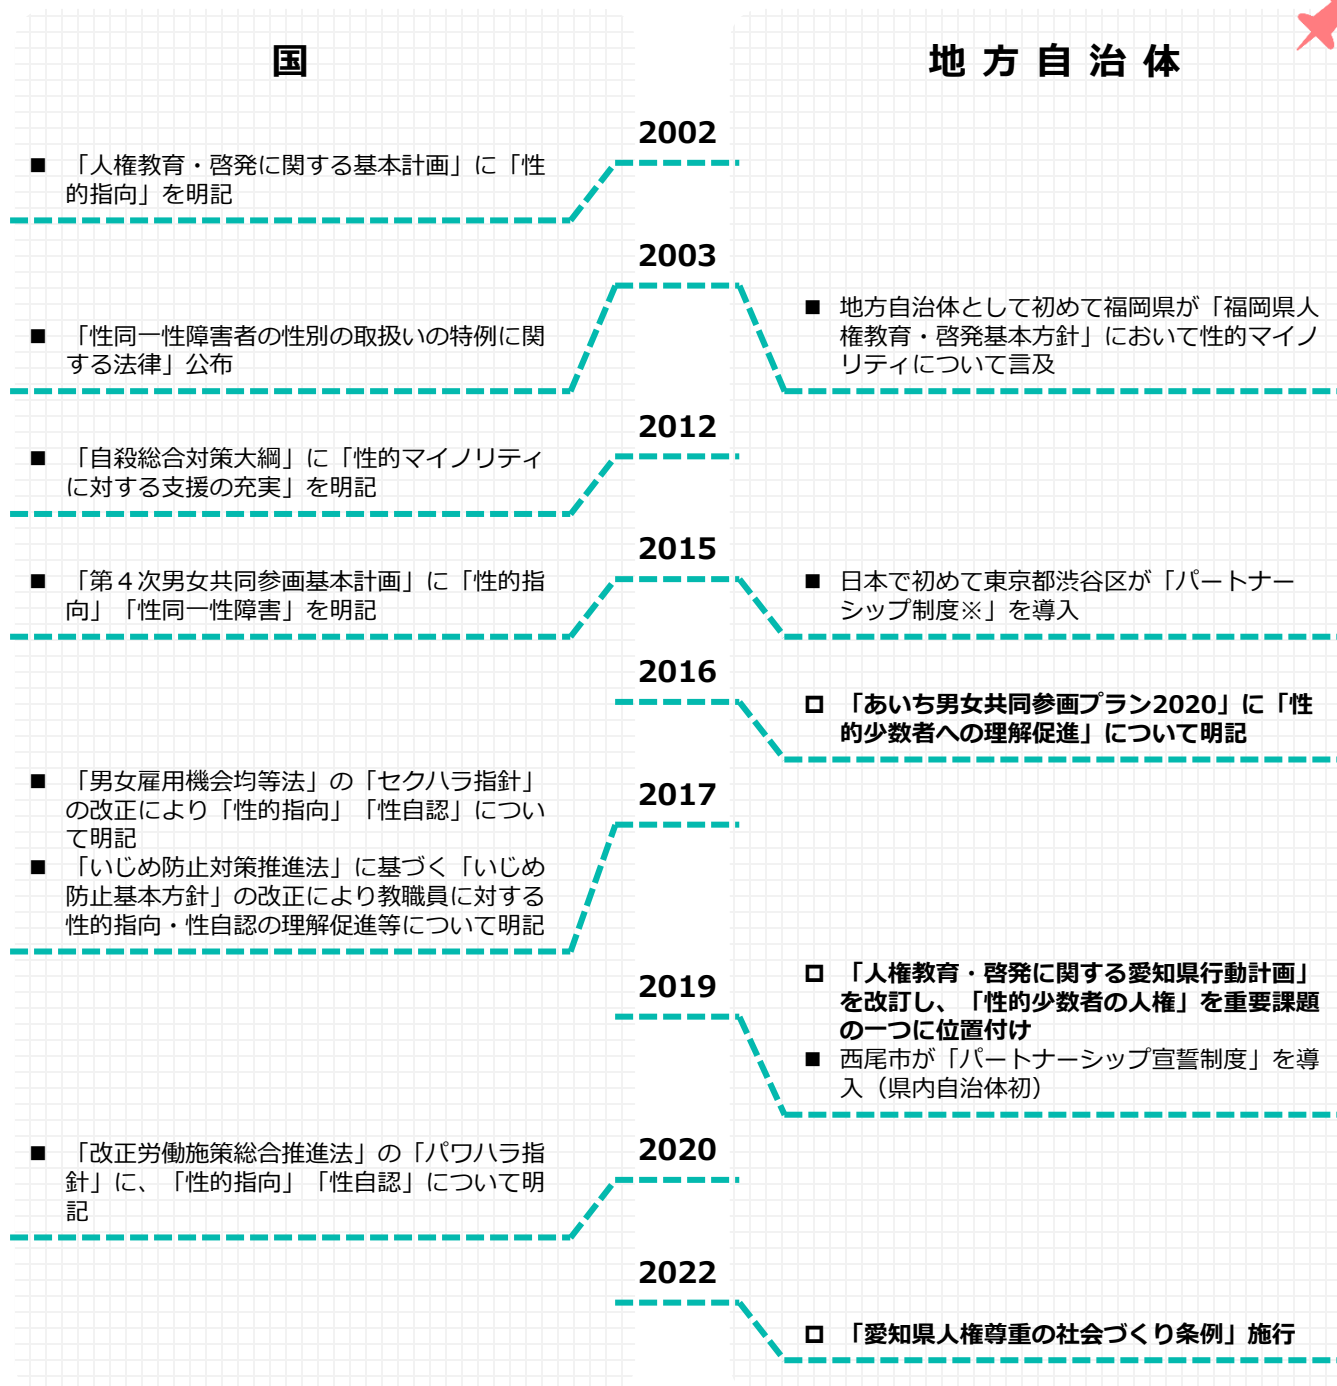 国
地方自治体
2002
■ 「人権教育・啓発に関する基本計画」に「性
的指向」を明記
2003
■ 「性同一性障害者の性別の取扱いの特例に関
する法律」公布
■ 地方自治体として初めて福岡県が「福岡県人
権教育・啓発基本方針」において性的マイノ
リティについて言及
2012
■ 「自殺総合対策大綱」に「性的マイノリティ
に対する支援の充実」を明記
2015
■ 「第４次男女共同参画基本計画」に「性的指
向」「性同一性障害」を明記
■ 日本で初めて東京都渋谷区が「パートナー
シップ制度※」を導入
2016
□ 「あいち男女共同参画プラン2020」に「性
的少数者への理解促進」について明記
2017
■ 「男女雇用機会均等法」の「セクハラ指針」
の改正により「性的指向」「性自認」につい
て明記
■ 「いじめ防止対策推進法」に基づく「いじめ
防止基本方針」の改正により教職員に対する
性的指向・性自認の理解促進等について明記
2019
□ 「人権教育・啓発に関する愛知県行動計画」
を改訂し、「性的少数者の人権」を重要課題
の一つに位置付け
■ 西尾市が「パートナーシップ宣誓制度」を導
入（県内自治体初）
2020
■ 「改正労働施策総合推進法」の「パワハラ指
針」に、「性的指向」「性自認」について明
記
2022
□ 「愛知県人権尊重の社会づくり条例」施行